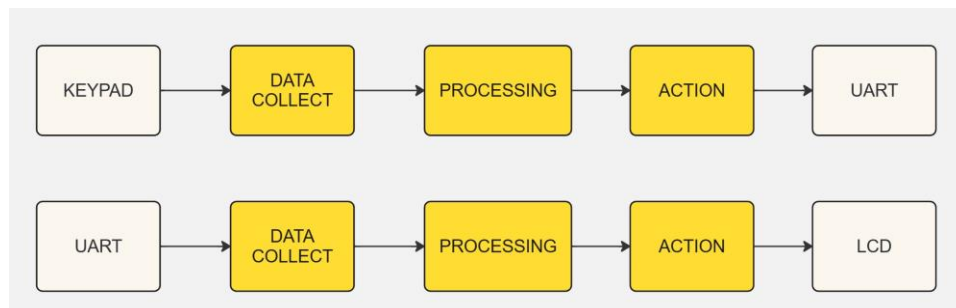 KEYPAD
DATA
COLLECT
PROCESSING
ACTION
UART
UART
DATA
COLLECT
PROCESSING
ACTION
LCD